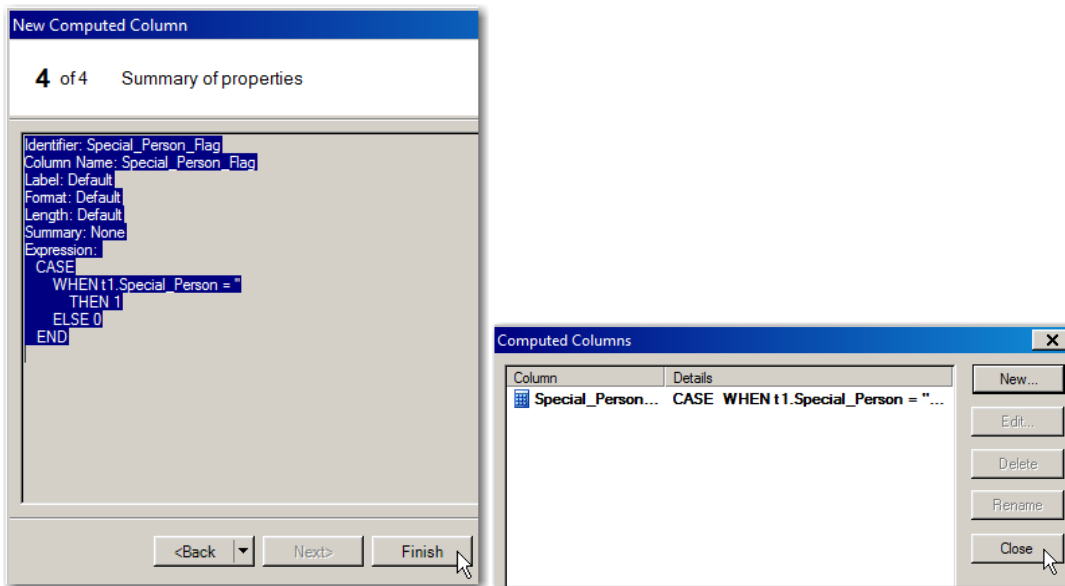 New Computed Column
4 of 4 Summary of properties
Identifier: Special_Person_Flag
Column Name: Special_Person_Flag
Label: Default
Format: Default
Length: Default
Summary: None
Expression:
CASE
WHEN t1.Special_Person = ''
THEN 1
ELSE 0
END
<Back Next> Finish
Computed Columns
Column Details
Special_Person... CASE WHEN t1.Special_Person = ''...
New...
Edit...
Delete
Rename
Close